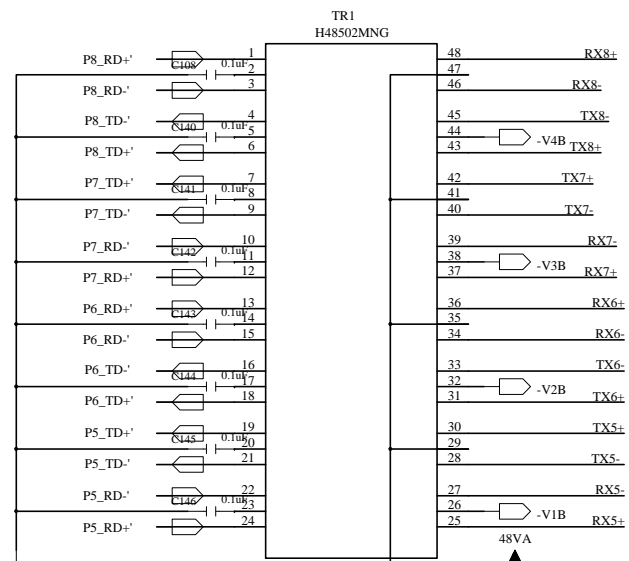 TR1
H48502MNG
P8_RD+' 1 48 RX8+
C108 0.1uF 2 47
P8_RD-' 3 46 RX8-
P8_TD-' 4 45 TX8-
C140 0.1uF 5 44 -V4B
P8_TD+' 6 43 TX8+
P7_TD+' 7 42 TX7+
C141 0.1uF 8 41
P7_TD-' 9 40 TX7-
P7_RD-' 10 39 RX7-
C142 0.1uF 11 38 -V3B
P7_RD+' 12 37 RX7+
P6_RD+' 13 36 RX6+
C143 0.1uF 14 35
P6_RD-' 15 34 RX6-
P6_TD-' 16 33 TX6-
C144 0.1uF 17 32 -V2B
P6_TD+' 18 31 TX6+
P5_TD+' 19 30 TX5+
C145 0.1uF 20 29
P5_TD-' 21 28 TX5-
P5_RD-' 22 27 RX5-
C146 0.1uF 23 26 -V1B
P5_RD+' 24 25 RX5+
48VA